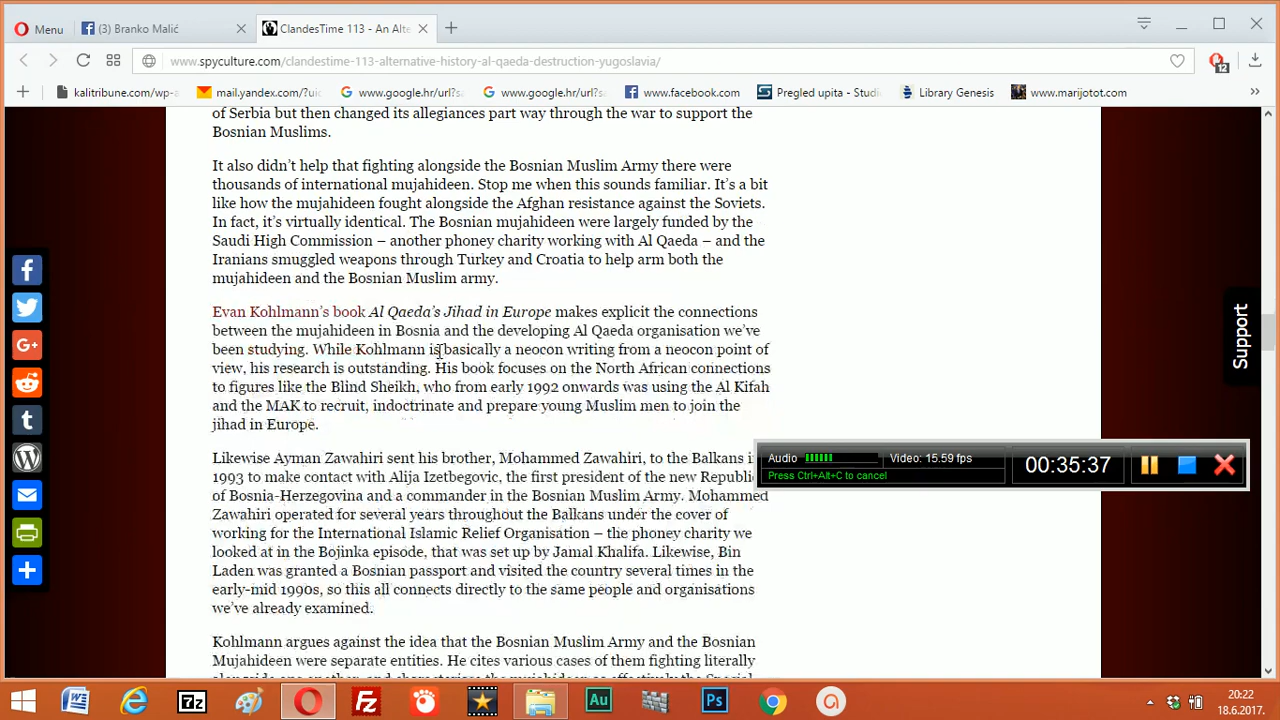 Menu
(3) Branko Malić
ClandesTime 113 - An Alte
www.spyculture.com/clandestime-113-alternative-history-al-qaeda-destruction-yugoslavia/
12
kalitribune.com/wp-
mail.yandex.com/?uid
www.google.hr/url?sa
www.google.hr/url?sa
www.facebook.com
Pregled upita - Studi
Library Genesis
www.marijotot.com
of Serbia but then changed its allegiances part way through the war to support the
Bosnian Muslims.
It also didn't help that fighting alongside the Bosnian Muslim Army there were
thousands of international mujahideen. Stop me when this sounds familiar. It's a bit
like how the mujahideen fought alongside the Afghan resistance against the Soviets.
In fact, it's virtually identical. The Bosnian mujahideen were largely funded by the
Saudi High Commission – another phoney charity working with Al Qaeda – and the
Iranians smuggled weapons through Turkey and Croatia to help arm both the
mujahideen and the Bosnian Muslim army.
Evan Kohlmann's book Al Qaeda's Jihad in Europe makes explicit the connections
between the mujahideen in Bosnia and the developing Al Qaeda organisation we've
been studying. While Kohlmann is basically a neocon writing from a neocon point of
view, his research is outstanding. His book focuses on the North African connections
to figures like the Blind Sheikh, who from early 1992 onwards was using the Al Kifah
and the MAK to recruit, indoctrinate and prepare young Muslim men to join the
jihad in Europe.
Likewise Ayman Zawahiri sent his brother, Mohammed Zawahiri, to the Balkans i
1993 to make contact with Alija Izetbegovic, the first president of the new Republi
of Bosnia-Herzegovina and a commander in the Bosnian Muslim Army. Mohammed
Zawahiri operated for several years throughout the Balkans under the cover of
working for the International Islamic Relief Organisation – the phoney charity we
looked at in the Bojinka episode, that was set up by Jamal Khalifa. Likewise, Bin
Laden was granted a Bosnian passport and visited the country several times in the
early-mid 1990s, so this all connects directly to the same people and organisations
we've already examined.
Kohlmann argues against the idea that the Bosnian Muslim Army and the Bosnian
Mujahideen were separate entities. He cites various cases of them fighting literally
Support
Audio
Video: 15.59 fps
Press Ctrl+Alt+C to cancel
00:35:37
20:22
18.6.2017.